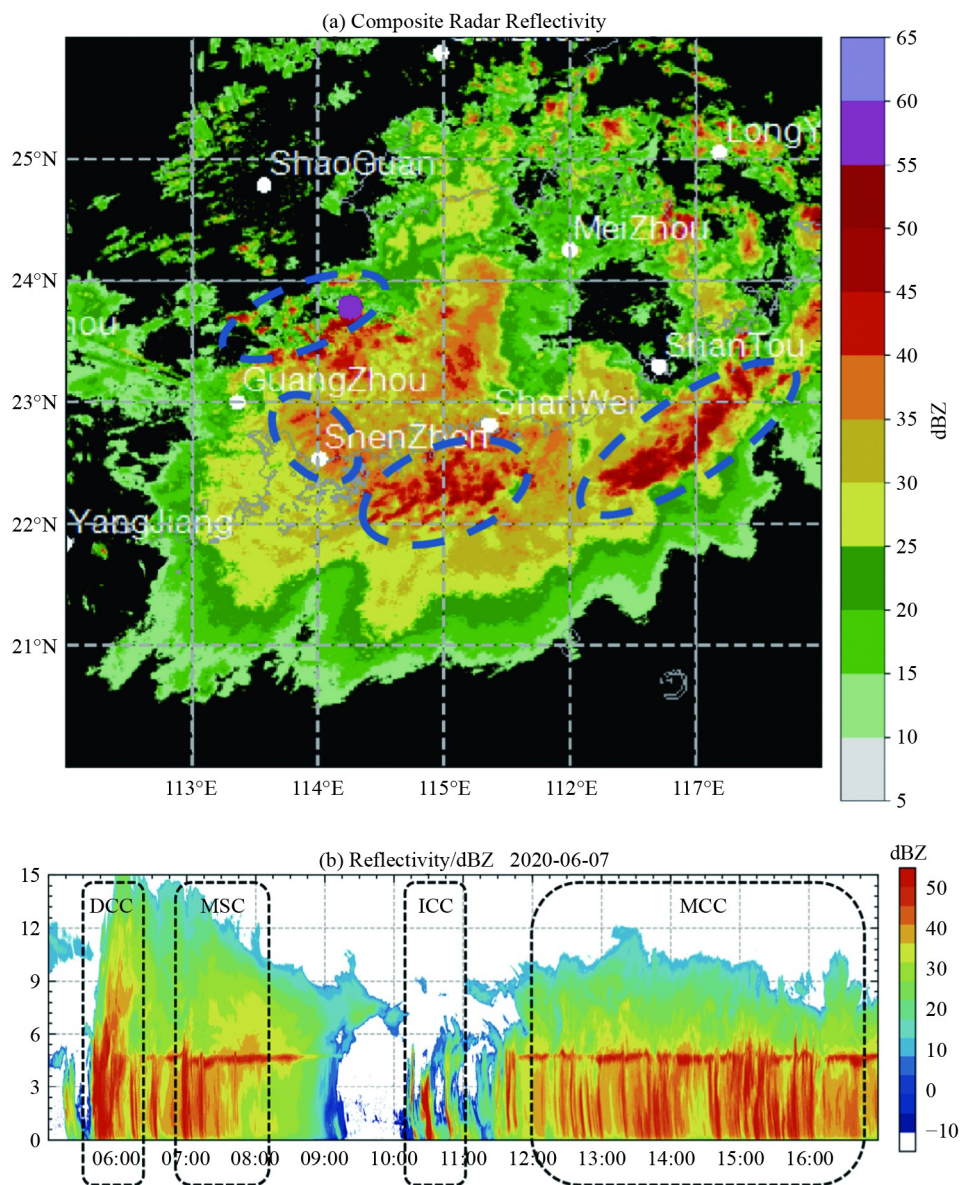 (a) Composite Radar Reflectivity
65
60
55
50
45
40
35
30
25
20
15
10
5
dBZ
LongY
25°N
ShaoGuan
MeiZhou
24°N
hou
ShanTou
GuangZhou
23°N
ShanWei
ShenZhen
22°N
YangJiang
21°N
113°E 114°E 115°E 112°E 117°E
(b) Reflectivity/dBZ 2020-06-07
dBZ
15
12
9
6
3
0
DCC MSC ICC MCC
50
40
30
20
10
0
−10
06:00 07:00 08:00 09:00 10:00 11:00 12:00 13:00 14:00 15:00 16:00